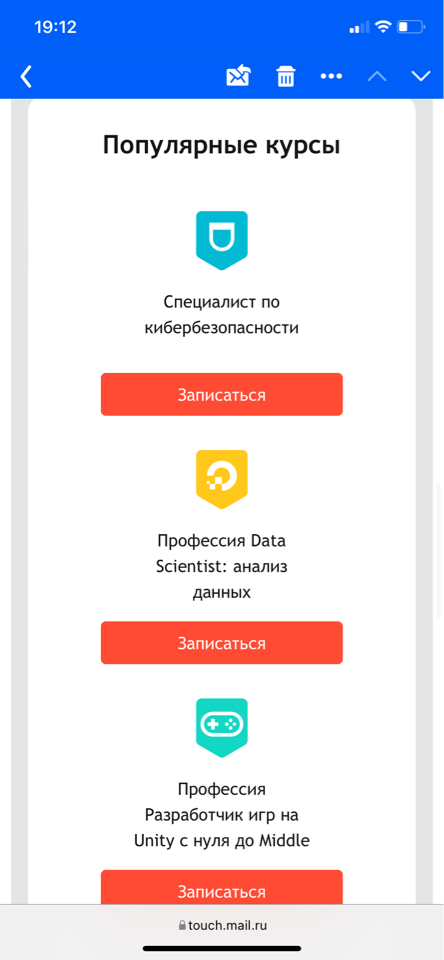 19:12
Популярные курсы
Специалист по
кибербезопасности
Записаться
Профессия Data
Scientist: анализ
данных
Записаться
Профессия
Разработчик игр на
Unity с нуля до Middle
Записаться
touch.mail.ru